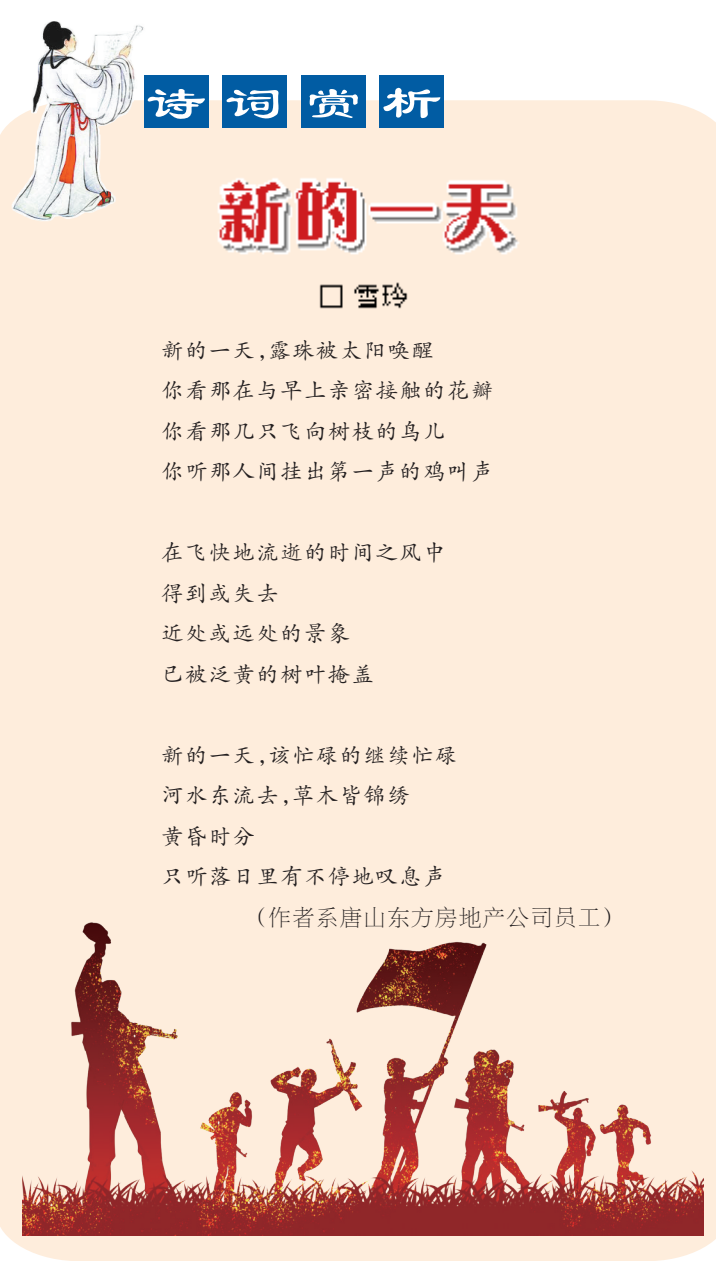 诗词赏析
新的一天
□ 雪玲
新的一天,露珠被太阳唤醒
你看那在与早上亲密接触的花瓣
你看那几只飞向树枝的鸟儿
你听那人间挂出第一声的鸡叫声
在飞快地流逝的时间之风中
得到或失去
近处或远处的景象
已被泛黄的树叶掩盖
新的一天,该忙碌的继续忙碌
河水东流去,草木皆锦绣
黄昏时分
只听落日里有不停地叹息声
(作者系唐山东方房地产公司员工)